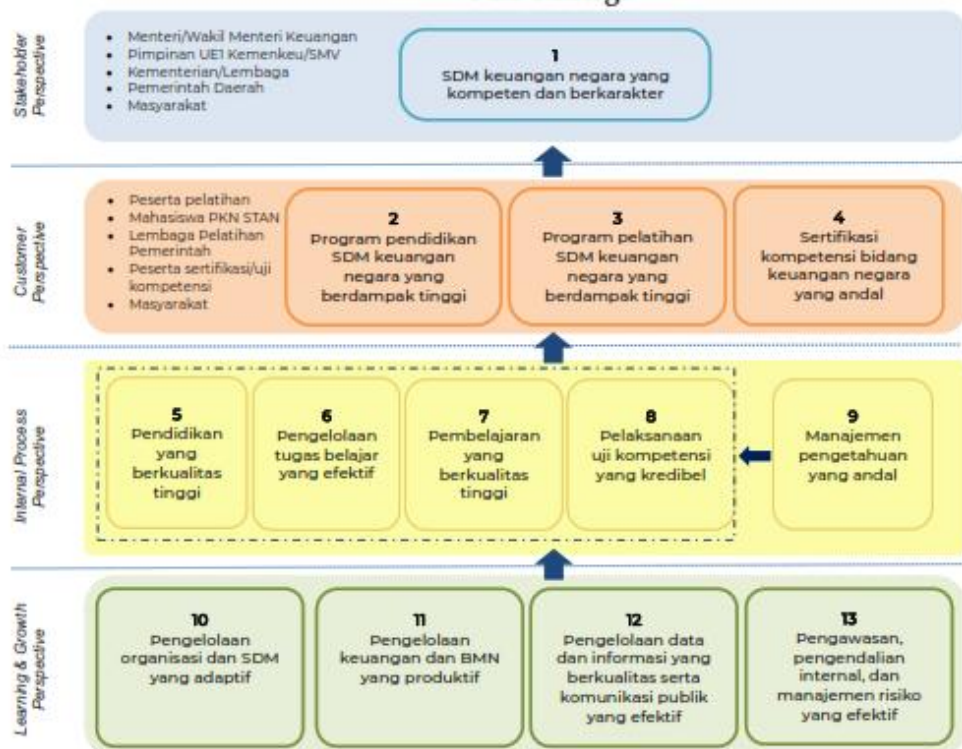 Stakeholder
Perspective
• Menteri/Wakil Menteri Keuangan
• Pimpinan UE1 Kemenkeu/SMV
• Kementerian/Lembaga
• Pemerintah Daerah
• Masyarakat
1
SDM keuangan negara yang
kompeten dan berkarakter
Customer
Perspective
• Peserta pelatihan
• Mahasiswa PKN STAN
• Lembaga Pelatihan
Pemerintah
• Peserta sertifikasi/uji
kompetensi
• Masyarakat
2
Program pendidikan
SDM keuangan
negara yang
berdampak tinggi
3
Program pelatihan
SDM keuangan
negara yang
berdampak tinggi
4
Sertifikasi
kompetensi bidang
keuangan negara
yang andal
Internal Process
Perspective
5
Pendidikan
yang
berkualitas
tinggi
6
Pengelolaan
tugas belajar
yang efektif
7
Pembelajaran
yang
berkualitas
tinggi
8
Pelaksanaan
uji kompetensi
yang kredibel
9
Manajemen
pengetahuan
yang andal
Learning & Growth
Perspective
10
Pengelolaan
organisasi dan SDM
yang adaptif
11
Pengelolaan
keuangan dan BMN
yang produktif
12
Pengelolaan data
dan informasi yang
berkualitas serta
komunikasi publik
yang efektif
13
Pengawasan,
pengendalian
internal, dan
manajemen risiko
yang efektif